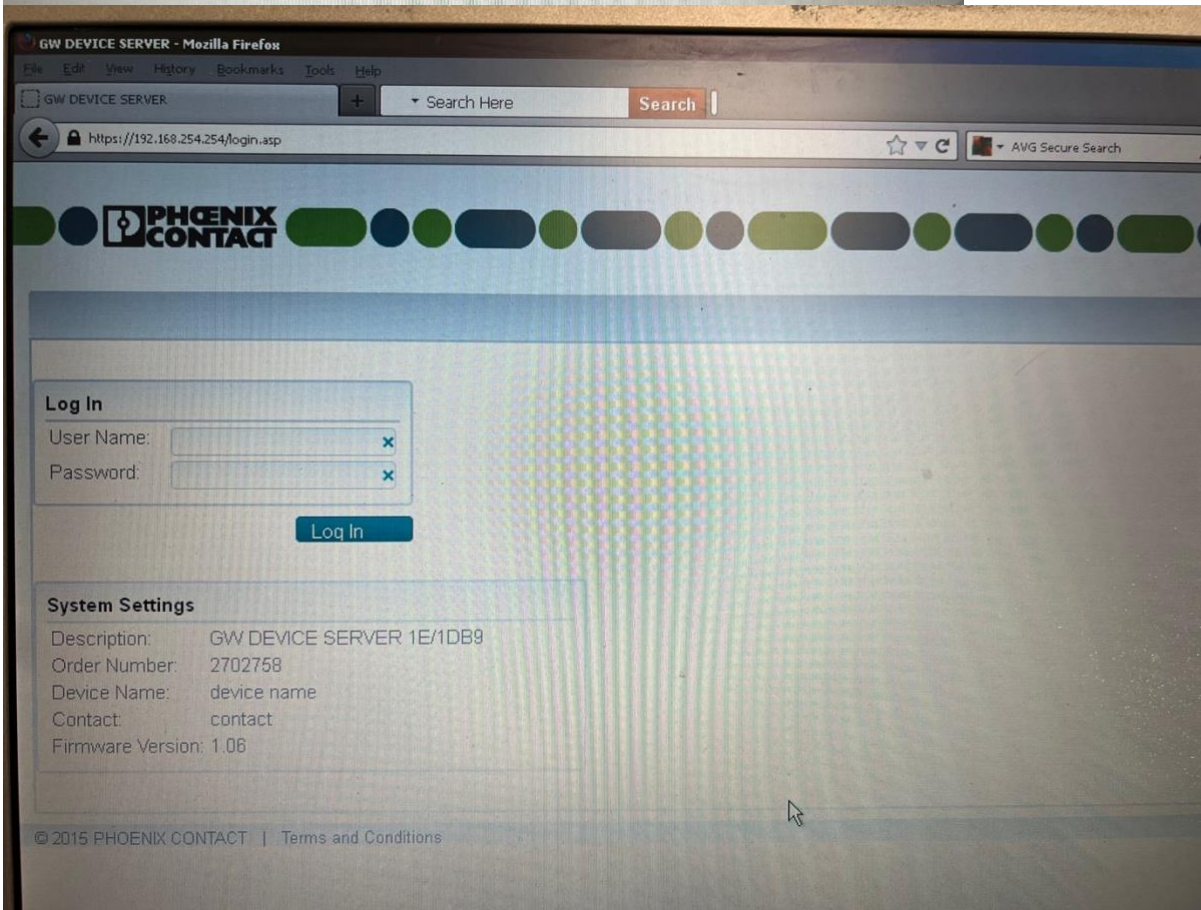 GW DEVICE SERVER - Mozilla Firefox
File Edit View History Bookmarks Tools Help
GW DEVICE SERVER + Search Here Search
https://192.168.254.254/login.asp AVG Secure Search
PHŒNIX
CONTACT
Log In
User Name:
Password:
Log In
System Settings
Description: GW DEVICE SERVER 1E/1DB9
Order Number: 2702758
Device Name: device name
Contact: contact
Firmware Version: 1.06
© 2015 PHOENIX CONTACT | Terms and Conditions